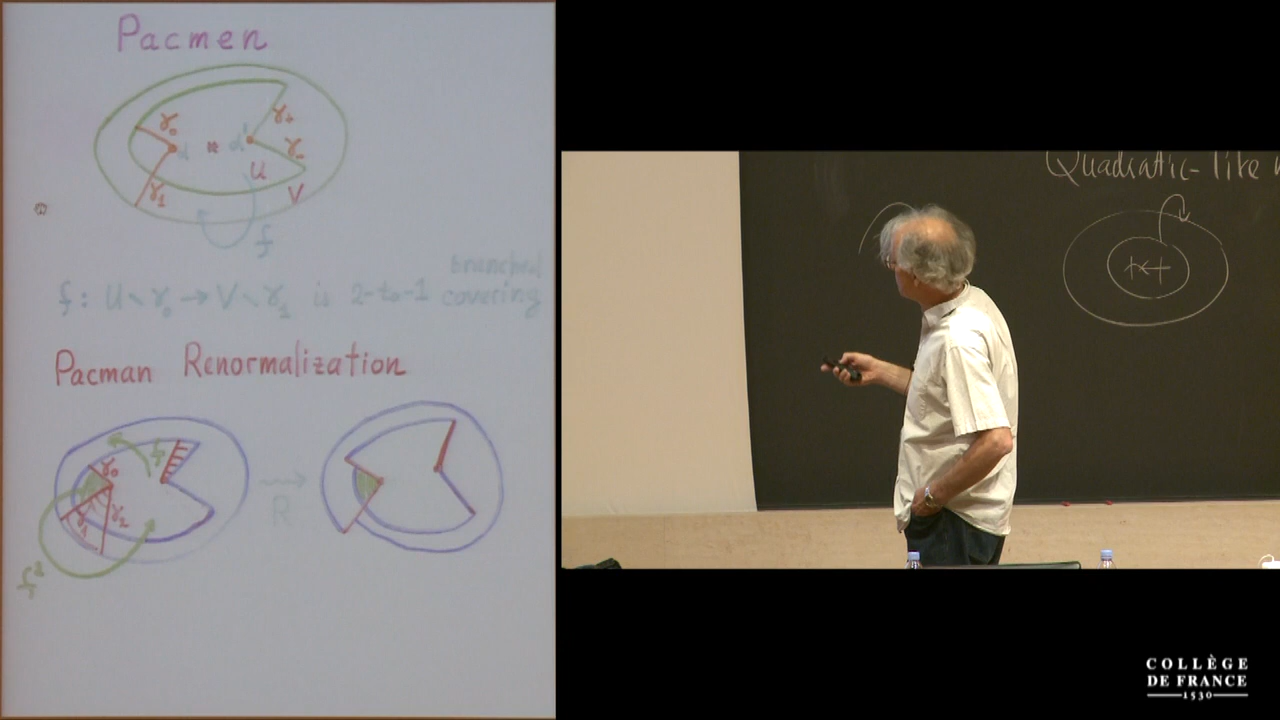 Pacmen
γ₀ γ₊
α α'
γ₋
U
γ₁ V
f
branched
f: U∖γ₀ → V∖γ₁ is 2-to-1 covering
Pacman Renormalization
f
γ₀
γ₁ γ₂
R
f²
Quadratic-like
COLLÈGE
DE FRANCE
1530